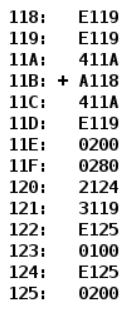 118: E119
119: E119
11A: 411A
11B: + A118
11C: 411A
11D: E119
11E: 0200
11F: 0280
120: 2124
121: 3119
122: E125
123: 0100
124: E125
125: 0200